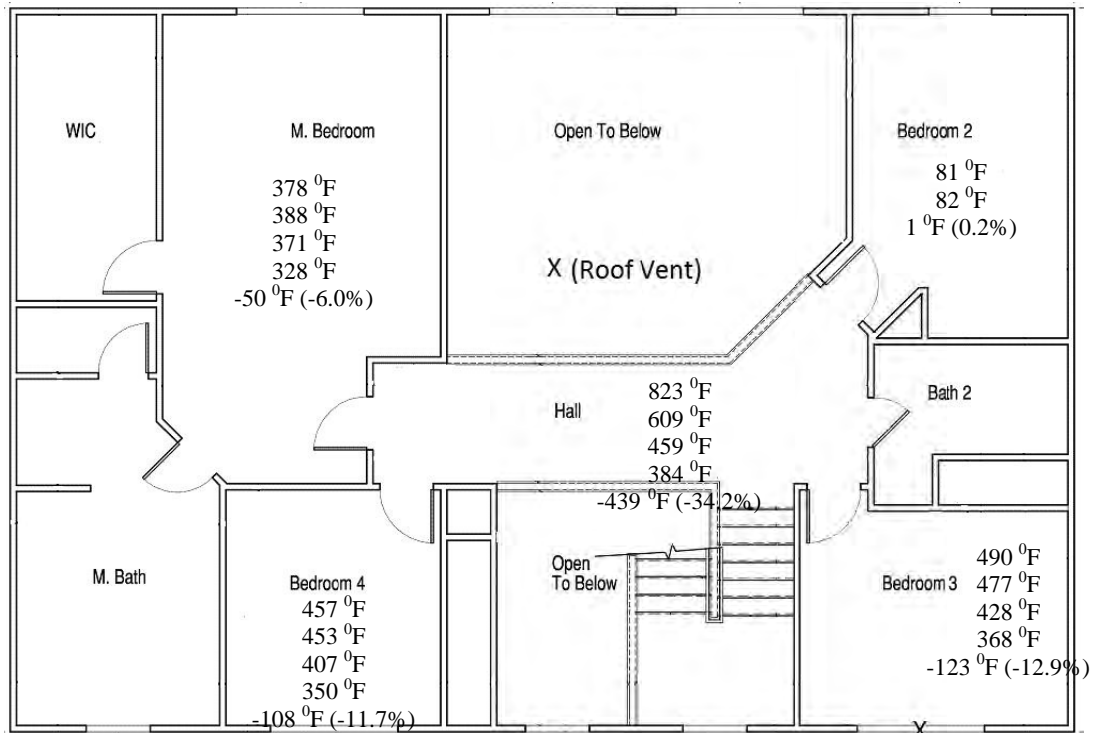 WIC
M. Bedroom
378 ⁰F
388 ⁰F
371 ⁰F
328 ⁰F
-50 ⁰F (-6.0%)
Open To Below
X (Roof Vent)
Bedroom 2
81 ⁰F
82 ⁰F
1 ⁰F (0.2%)
Hall
823 ⁰F
609 ⁰F
459 ⁰F
384 ⁰F
-439 ⁰F (-34.2%)
Bath 2
M. Bath
Bedroom 4
457 ⁰F
453 ⁰F
407 ⁰F
350 ⁰F
-108 ⁰F (-11.7%)
Open
To Below
Bedroom 3
490 ⁰F
477 ⁰F
428 ⁰F
368 ⁰F
-123 ⁰F (-12.9%)
X